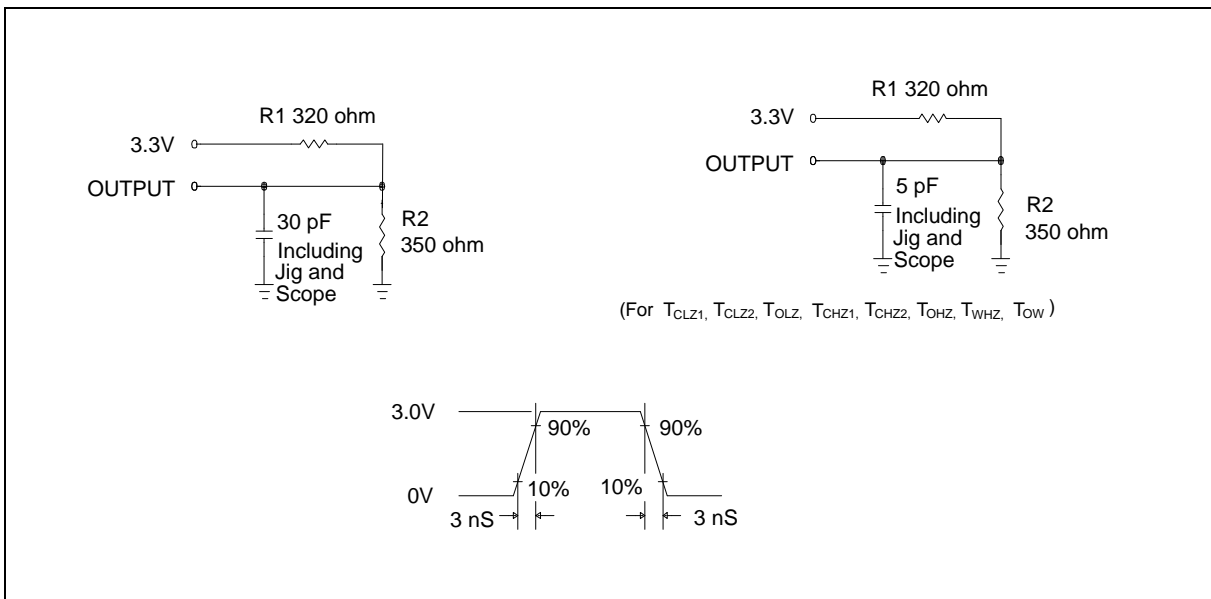 R1 320 ohm
3.3V
OUTPUT
30 pF
Including
Jig and
Scope
R2
350 ohm
R1 320 ohm
3.3V
OUTPUT
5 pF
Including
Jig and
Scope
R2
350 ohm
(For TCLZ1, TCLZ2, TOLZ, TCHZ1, TCHZ2, TOHZ, TWHZ, TOW )
3.0V
90%
90%
0V
10%
10%
3 nS
3 nS